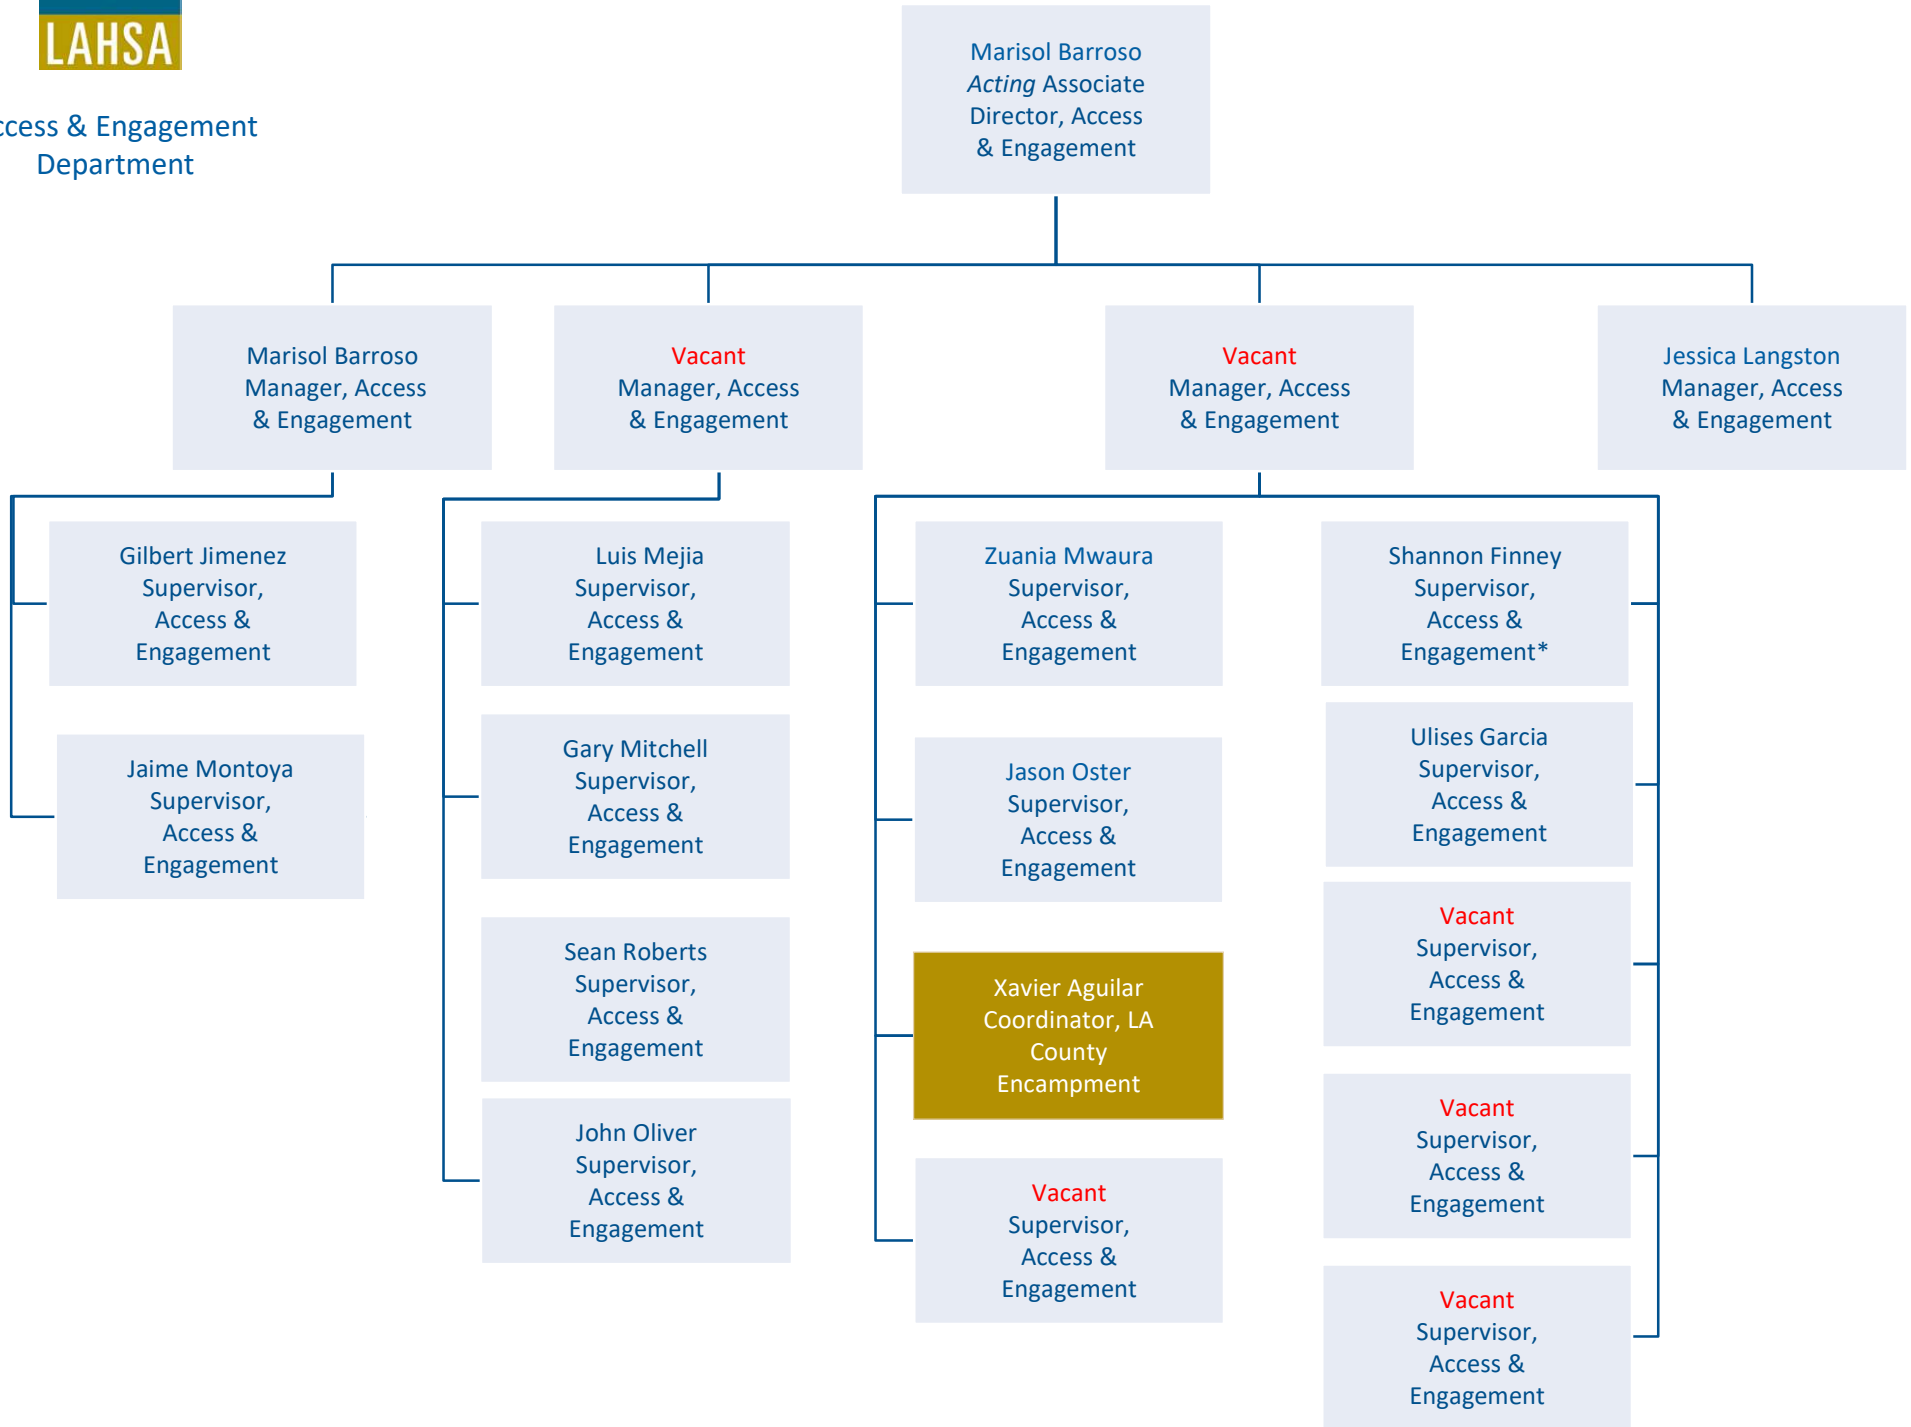 LAHSA
ccess & Engagement
Department
Marisol Barroso
Acting Associate
Director, Access
& Engagement
Marisol Barroso
Manager, Access
& Engagement
Vacant
Manager, Access
& Engagement
Vacant
Manager, Access
& Engagement
Jessica Langston
Manager, Access
& Engagement
Gilbert Jimenez
Supervisor,
Access &
Engagement
Jaime Montoya
Supervisor,
Access &
Engagement
Luis Mejia
Supervisor,
Access &
Engagement
Gary Mitchell
Supervisor,
Access &
Engagement
Sean Roberts
Supervisor,
Access &
Engagement
John Oliver
Supervisor,
Access &
Engagement
Zuania Mwaura
Supervisor,
Access &
Engagement
Jason Oster
Supervisor,
Access &
Engagement
Xavier Aguilar
Coordinator, LA
County
Encampment
Vacant
Supervisor,
Access &
Engagement
Shannon Finney
Supervisor,
Access &
Engagement*
Ulises Garcia
Supervisor,
Access &
Engagement
Vacant
Supervisor,
Access &
Engagement
Vacant
Supervisor,
Access &
Engagement
Vacant
Supervisor,
Access &
Engagement